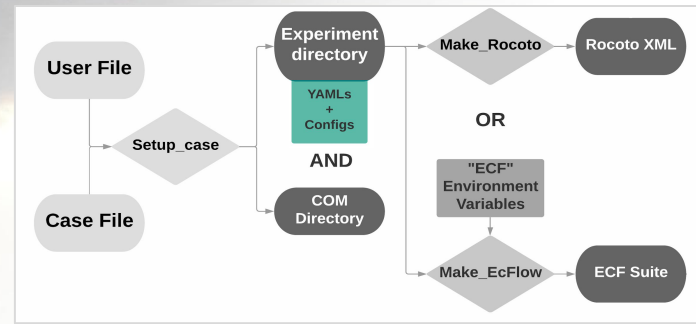 User File
Case File
Setup_case
Experiment
directory
YAMLs
+
Configs
AND
COM
Directory
Make_Rocoto
Rocoto XML
OR
"ECF"
Environment
Variables
Make_EcFlow
ECF Suite